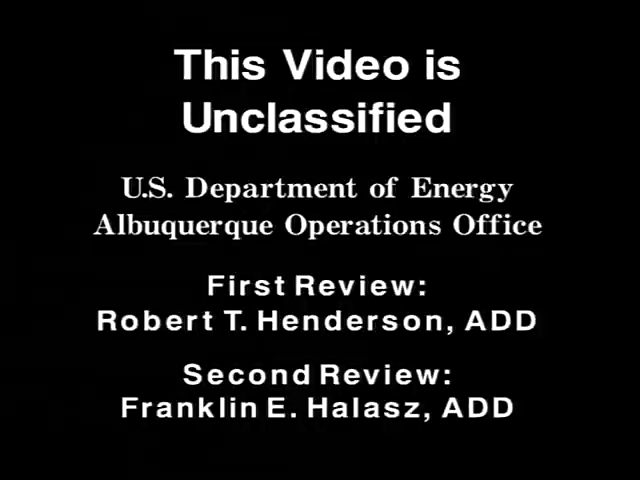 This Video is
Unclassified
U.S. Department of Energy
Albuquerque Operations Office
First Review:
Robert T. Henderson, ADD
Second Review:
Franklin E. Halasz, ADD